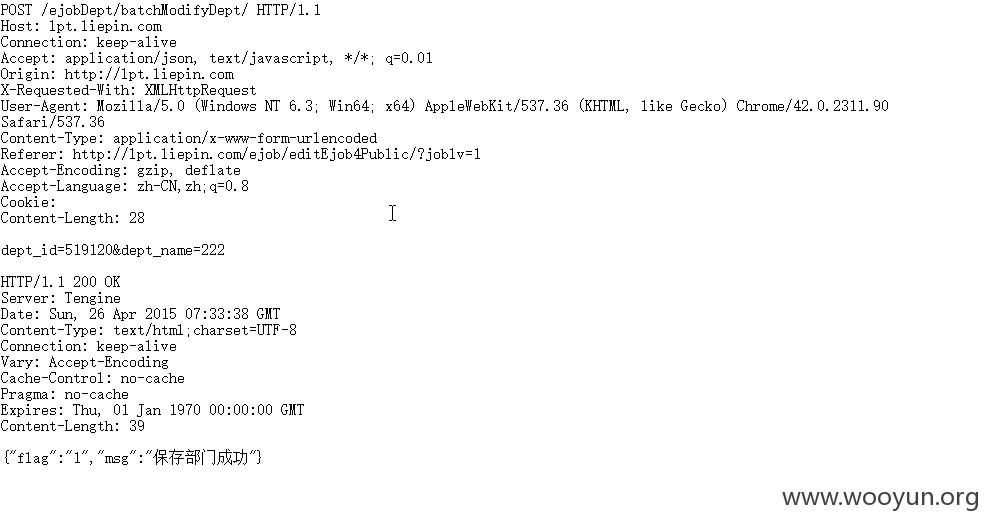 POST /ejobDept/batchModifyDept/ HTTP/1.1
Host: lpt.liepin.com
Connection: keep-alive
Accept: application/json, text/javascript, */*; q=0.01
Origin: http://lpt.liepin.com
X-Requested-With: XMLHttpRequest
User-Agent: Mozilla/5.0 (Windows NT 6.3; Win64; x64) AppleWebKit/537.36 (KHTML, like Gecko) Chrome/42.0.2311.90
Safari/537.36
Content-Type: application/x-www-form-urlencoded
Referer: http://lpt.liepin.com/ejob/editEjob4Public/?joblv=1
Accept-Encoding: gzip, deflate
Accept-Language: zh-CN,zh;q=0.8
Cookie:
Content-Length: 28
dept_id=519120&dept_name=222
HTTP/1.1 200 OK
Server: Tengine
Date: Sun, 26 Apr 2015 07:33:38 GMT
Content-Type: text/html;charset=UTF-8
Connection: keep-alive
Vary: Accept-Encoding
Cache-Control: no-cache
Pragma: no-cache
Expires: Thu, 01 Jan 1970 00:00:00 GMT
Content-Length: 39
{"flag":"1","msg":"保存部门成功"}
www.wooyun.org